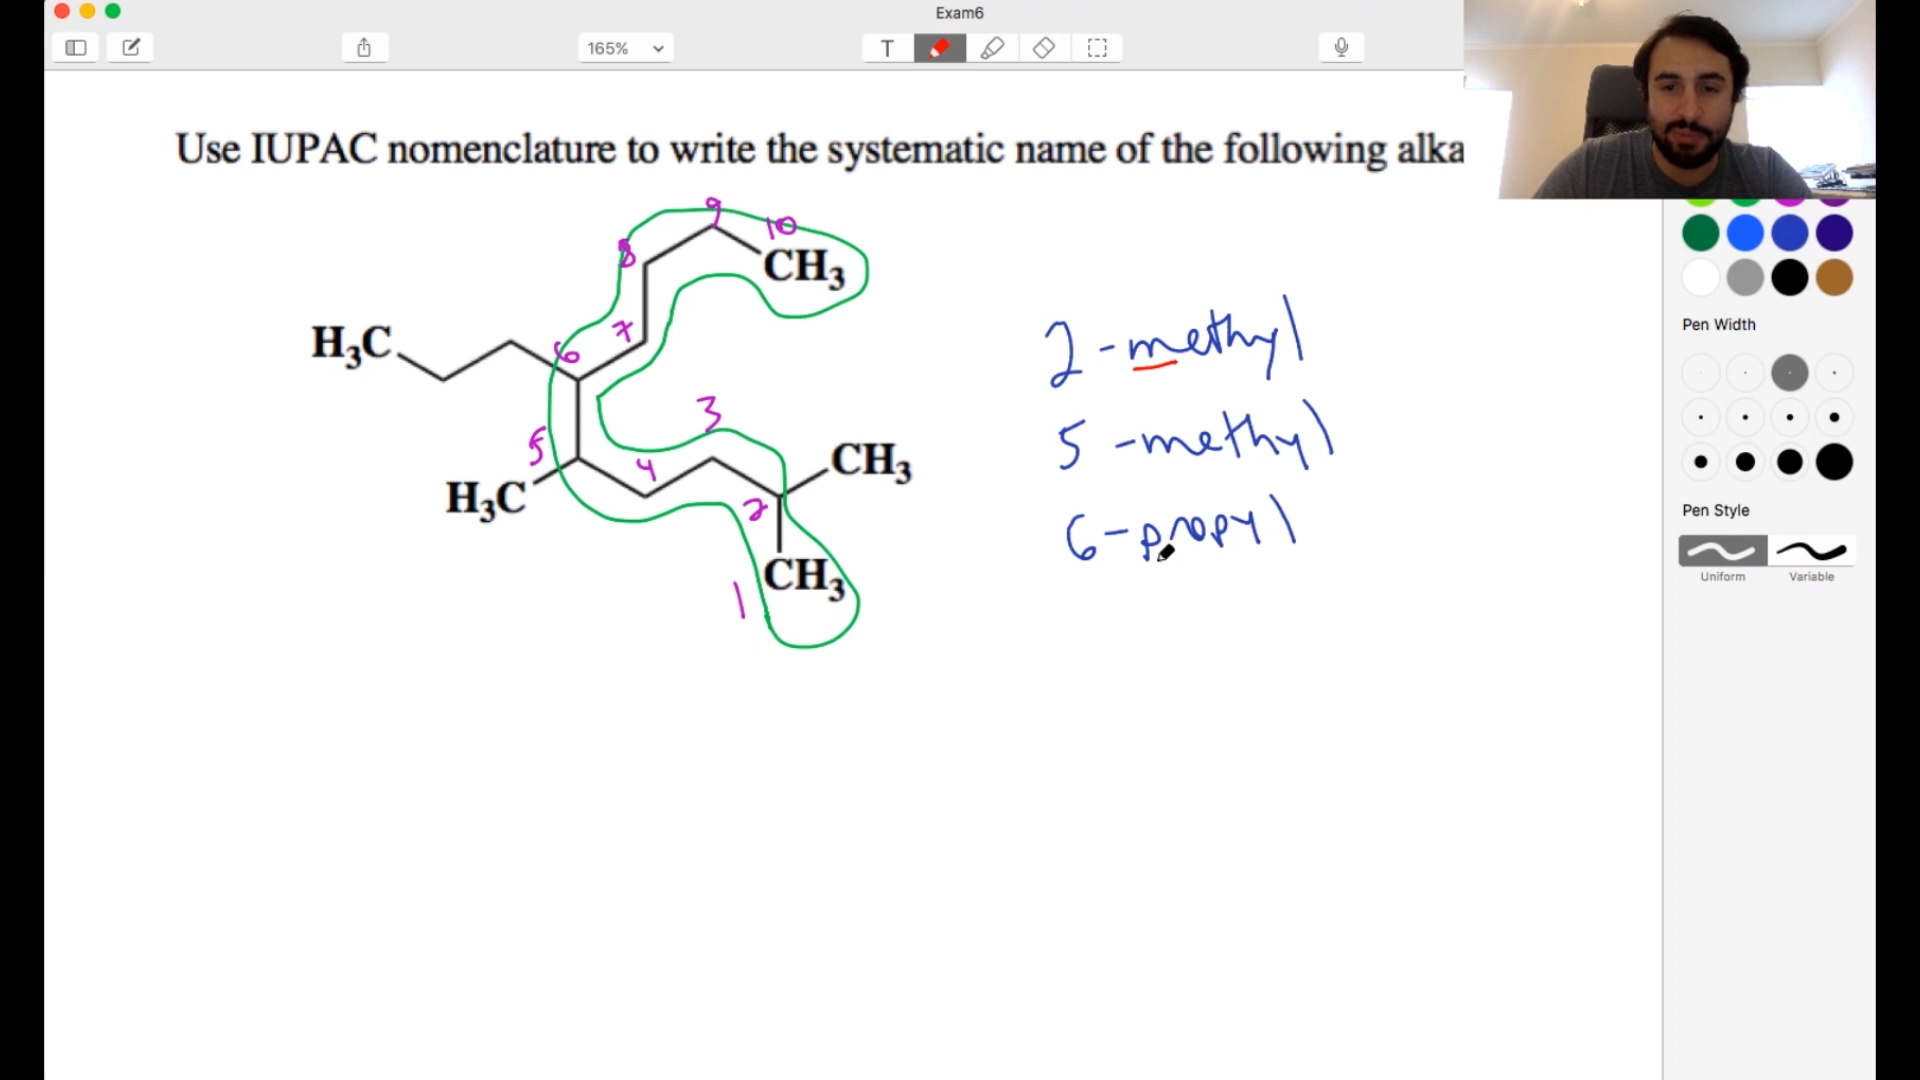 Exam6
165%
T
Use IUPAC nomenclature to write the systematic name of the following alka
9
10
8
CH3
Pen Width
H3C
7
6
2-methyl
3
5
4
CH3
5-methyl
H3C
2
Pen Style
6-propyl
CH3
1
Uniform
Variable